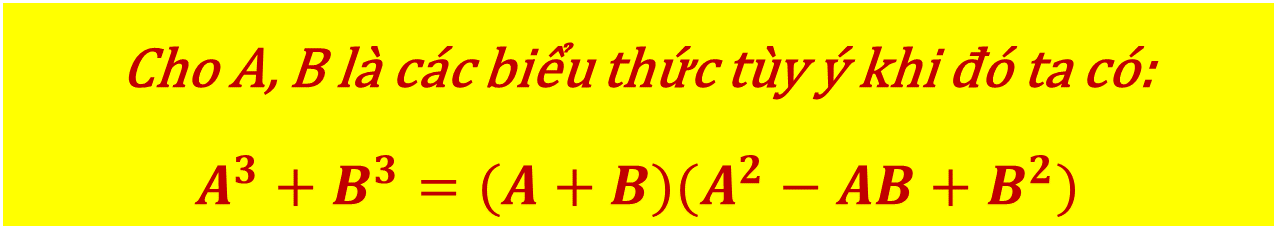 Cho A, B là các biểu thức tùy ý khi đó ta có:
A³ + B³ = (A + B)(A² − AB + B²)